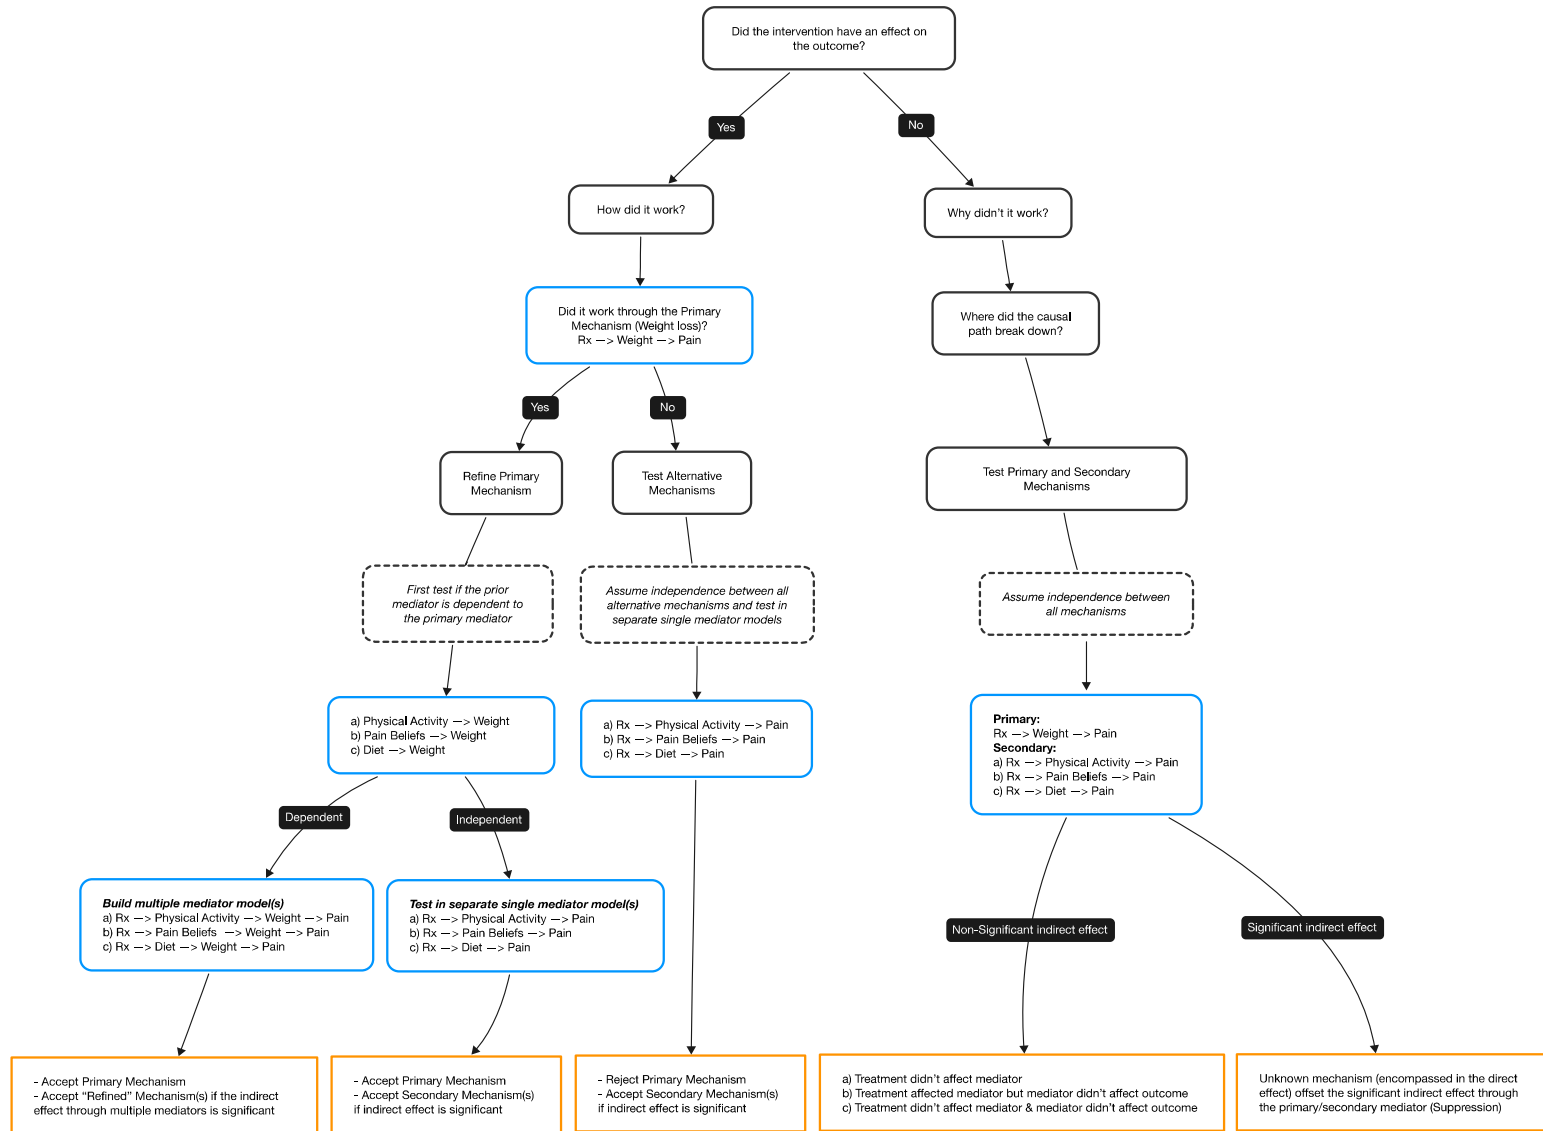 Did the intervention have an effect on
the outcome?
Yes
No
How did it work?
Why didn't it work?
Did it work through the Primary
Mechanism (Weight loss)?
Rx —> Weight —> Pain
Where did the causal
path break down?
Yes
No
Refine Primary
Mechanism
Test Alternative
Mechanisms
Test Primary and Secondary
Mechanisms
First test if the prior
mediator is dependent to
the primary mediator
Assume independence between all
alternative mechanisms and test in
separate single mediator models
Assume independence between
all mechanisms
a) Physical Activity —> Weight
b) Pain Beliefs —> Weight
c) Diet —> Weight
a) Rx —> Physical Activity —> Pain
b) Rx —> Pain Beliefs —> Pain
c) Rx —> Diet —> Pain
Primary:
Rx —> Weight —> Pain
Secondary:
a) Rx —> Physical Activity —> Pain
b) Rx —> Pain Beliefs —> Pain
c) Rx —> Diet —> Pain
Dependent
Independent
Build multiple mediator model(s)
a) Rx —> Physical Activity —> Weight —> Pain
b) Rx —> Pain Beliefs —> Weight —> Pain
c) Rx —> Diet —> Weight —> Pain
Test in separate single mediator model(s)
a) Rx —> Physical Activity —> Pain
b) Rx —> Pain Beliefs —> Pain
c) Rx —> Diet —> Pain
Non-Significant indirect effect
Significant indirect effect
- Accept Primary Mechanism
- Accept "Refined" Mechanism(s) if the indirect
effect through multiple mediators is significant
- Accept Primary Mechanism
- Accept Secondary Mechanism(s)
if indirect effect is significant
- Reject Primary Mechanism
- Accept Secondary Mechanism(s)
if indirect effect is significant
a) Treatment didn't affect mediator
b) Treatment affected mediator but mediator didn't affect outcome
c) Treatment didn't affect mediator & mediator didn't affect outcome
Unknown mechanism (encompassed in the direct
effect) offset the significant indirect effect through
the primary/secondary mediator (Suppression)